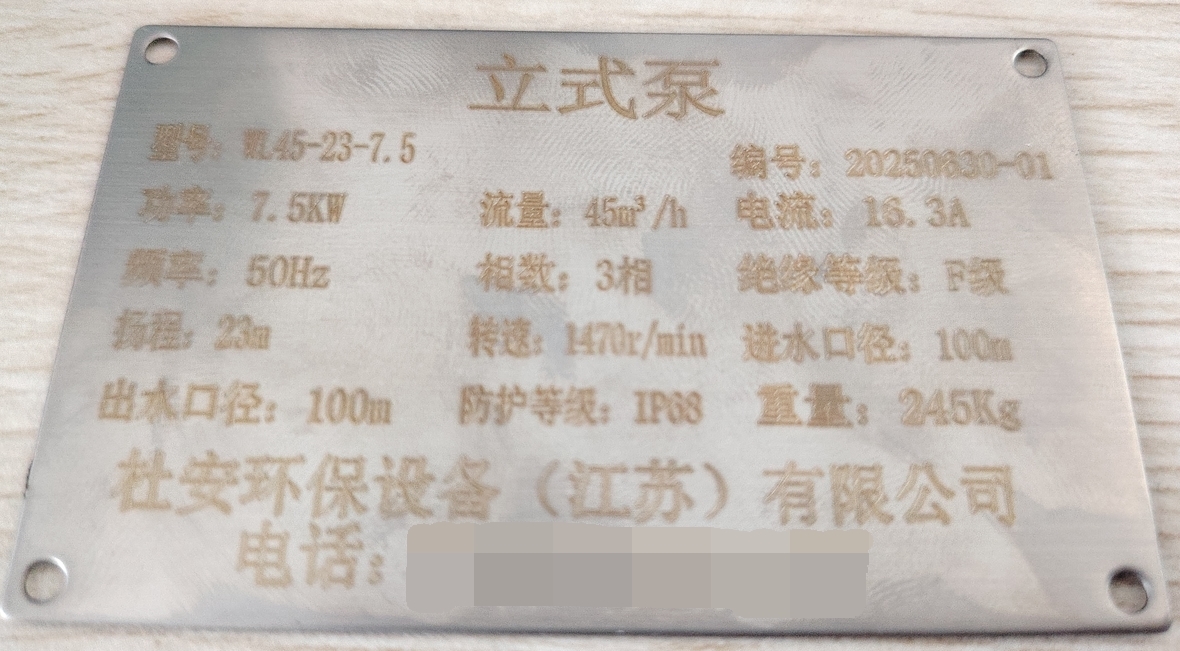 立式泵
型号：WL45-23-7.5 编号：20250630-01
功率：7.5KW 流量：45m³/h 电流：16.3A
频率：50Hz 相数：3相 绝缘等级：F级
扬程：23m 转速：1470r/min 进水口径：100m
出水口径：100m 防护等级：IP68 重量：245Kg
杜安环保设备（江苏）有限公司
电话：